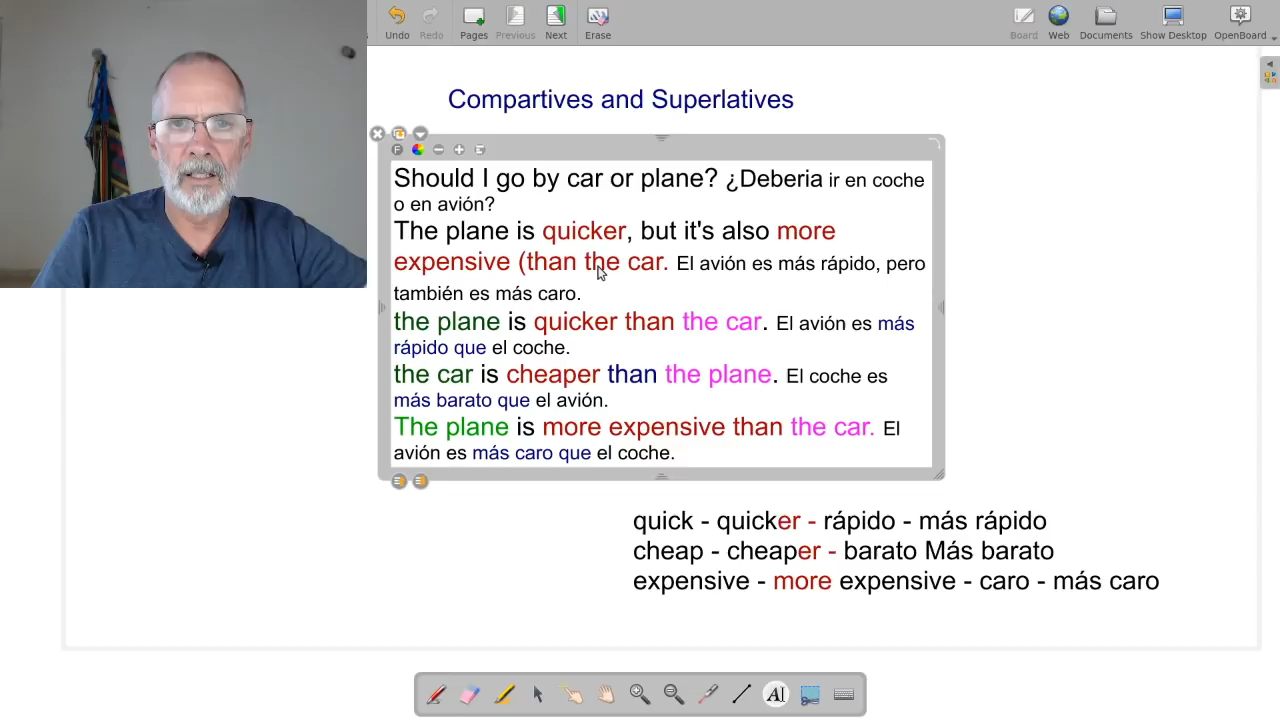 Undo Redo Pages Previous Next Erase Board Web Documents Show Desktop OpenBoard
Compartives and Superlatives
Should I go by car or plane? ¿Deberia ir en coche
o en avión?
The plane is quicker, but it's also more
expensive (than the car. El avión es más rápido, pero
también es más caro.
the plane is quicker than the car. El avión es más
rápido que el coche.
the car is cheaper than the plane. El coche es
más barato que el avión.
The plane is more expensive than the car. El
avión es más caro que el coche.
quick - quicker - rápido - más rápido
cheap - cheaper - barato Más barato
expensive - more expensive - caro - más caro